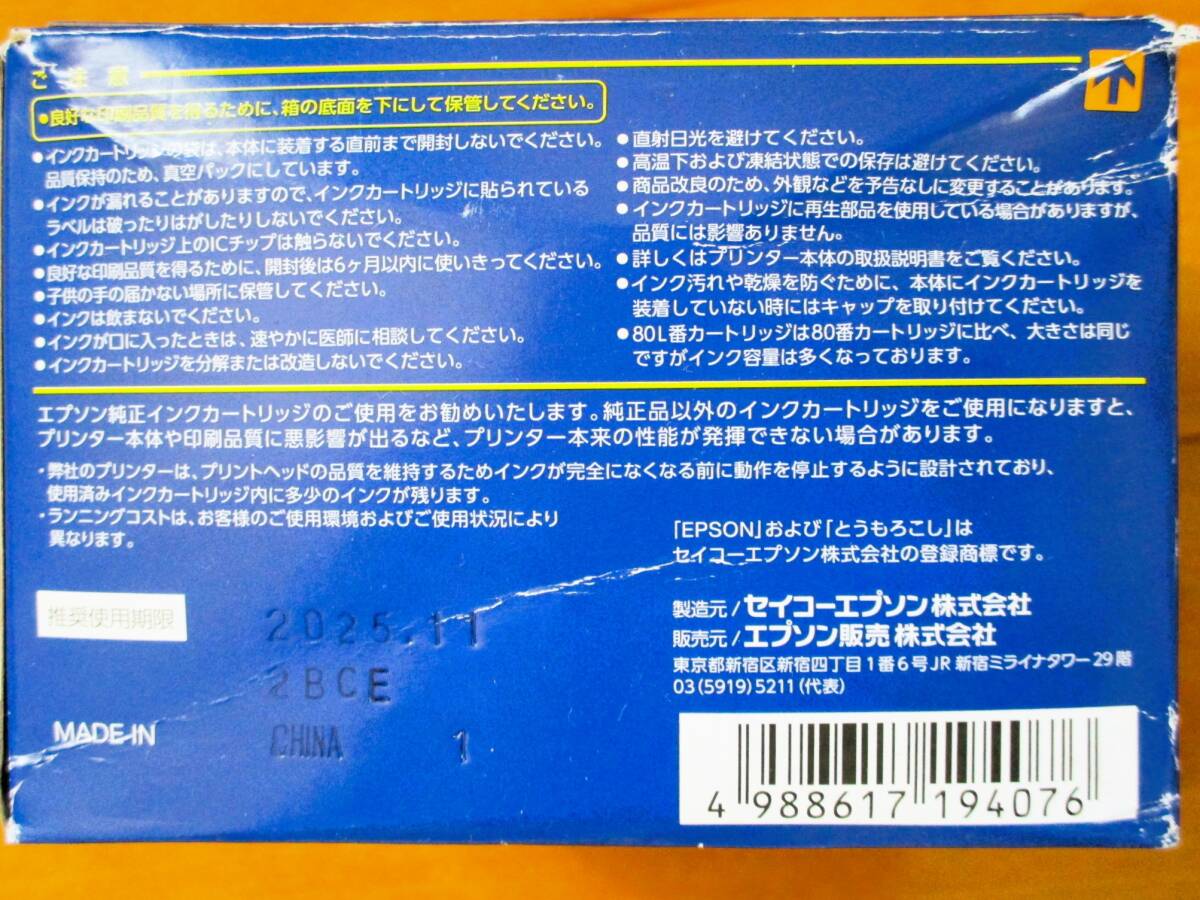 ご注意
●良好な印刷品質を得るために、箱の底面を下にして保管してください。
●インクカートリッジの袋は、本体に装着する直前まで開封しないでください。
品質保持のため、真空パックにしています。
●インクが漏れることがありますので、インクカートリッジに貼られている
ラベルは破ったりはがしたりしないでください。
●インクカートリッジ上のICチップは触らないでください。
●良好な印刷品質を得るために、開封後は6ヶ月以内に使いきってください。
●子供の手の届かない場所に保管してください。
●インクは飲まないでください。
●インクが口に入ったときは、速やかに医師に相談してください。
●インクカートリッジを分解または改造しないでください。
●直射日光を避けてください。
●高温下および凍結状態での保存は避けてください。
●商品改良のため、外観などを予告なしに変更することがあります。
●インクカートリッジに再生部品を使用している場合がありますが、
品質には影響ありません。
●詳しくはプリンター本体の取扱説明書をご覧ください。
●インク汚れや乾燥を防ぐために、本体にインクカートリッジを
装着していない時にはキャップを取り付けてください。
●80L番カートリッジは80番カートリッジに比べ、大きさは同じ
ですがインク容量は多くなっております。
エプソン純正インクカートリッジのご使用をお勧めいたします。純正品以外のインクカートリッジをご使用になりますと、
プリンター本体や印刷品質に悪影響が出るなど、プリンター本来の性能が発揮できない場合があります。
・弊社のプリンターは、プリントヘッドの品質を維持するためインクが完全になくなる前に動作を停止するように設計されており、
使用済みインクカートリッジ内に多少のインクが残ります。
・ランニングコストは、お客様のご使用環境およびご使用状況により
異なります。
「EPSON」および「とうもろこし」は
セイコーエプソン株式会社の登録商標です。
推奨使用期限
2025.11
2BCE
MADE IN
CHINA 1
製造元/セイコーエプソン株式会社
販売元/エプソン販売株式会社
東京都新宿区新宿四丁目1番6号JR新宿ミライナタワー29階
03(5919)5211(代表)
4 988617 194076